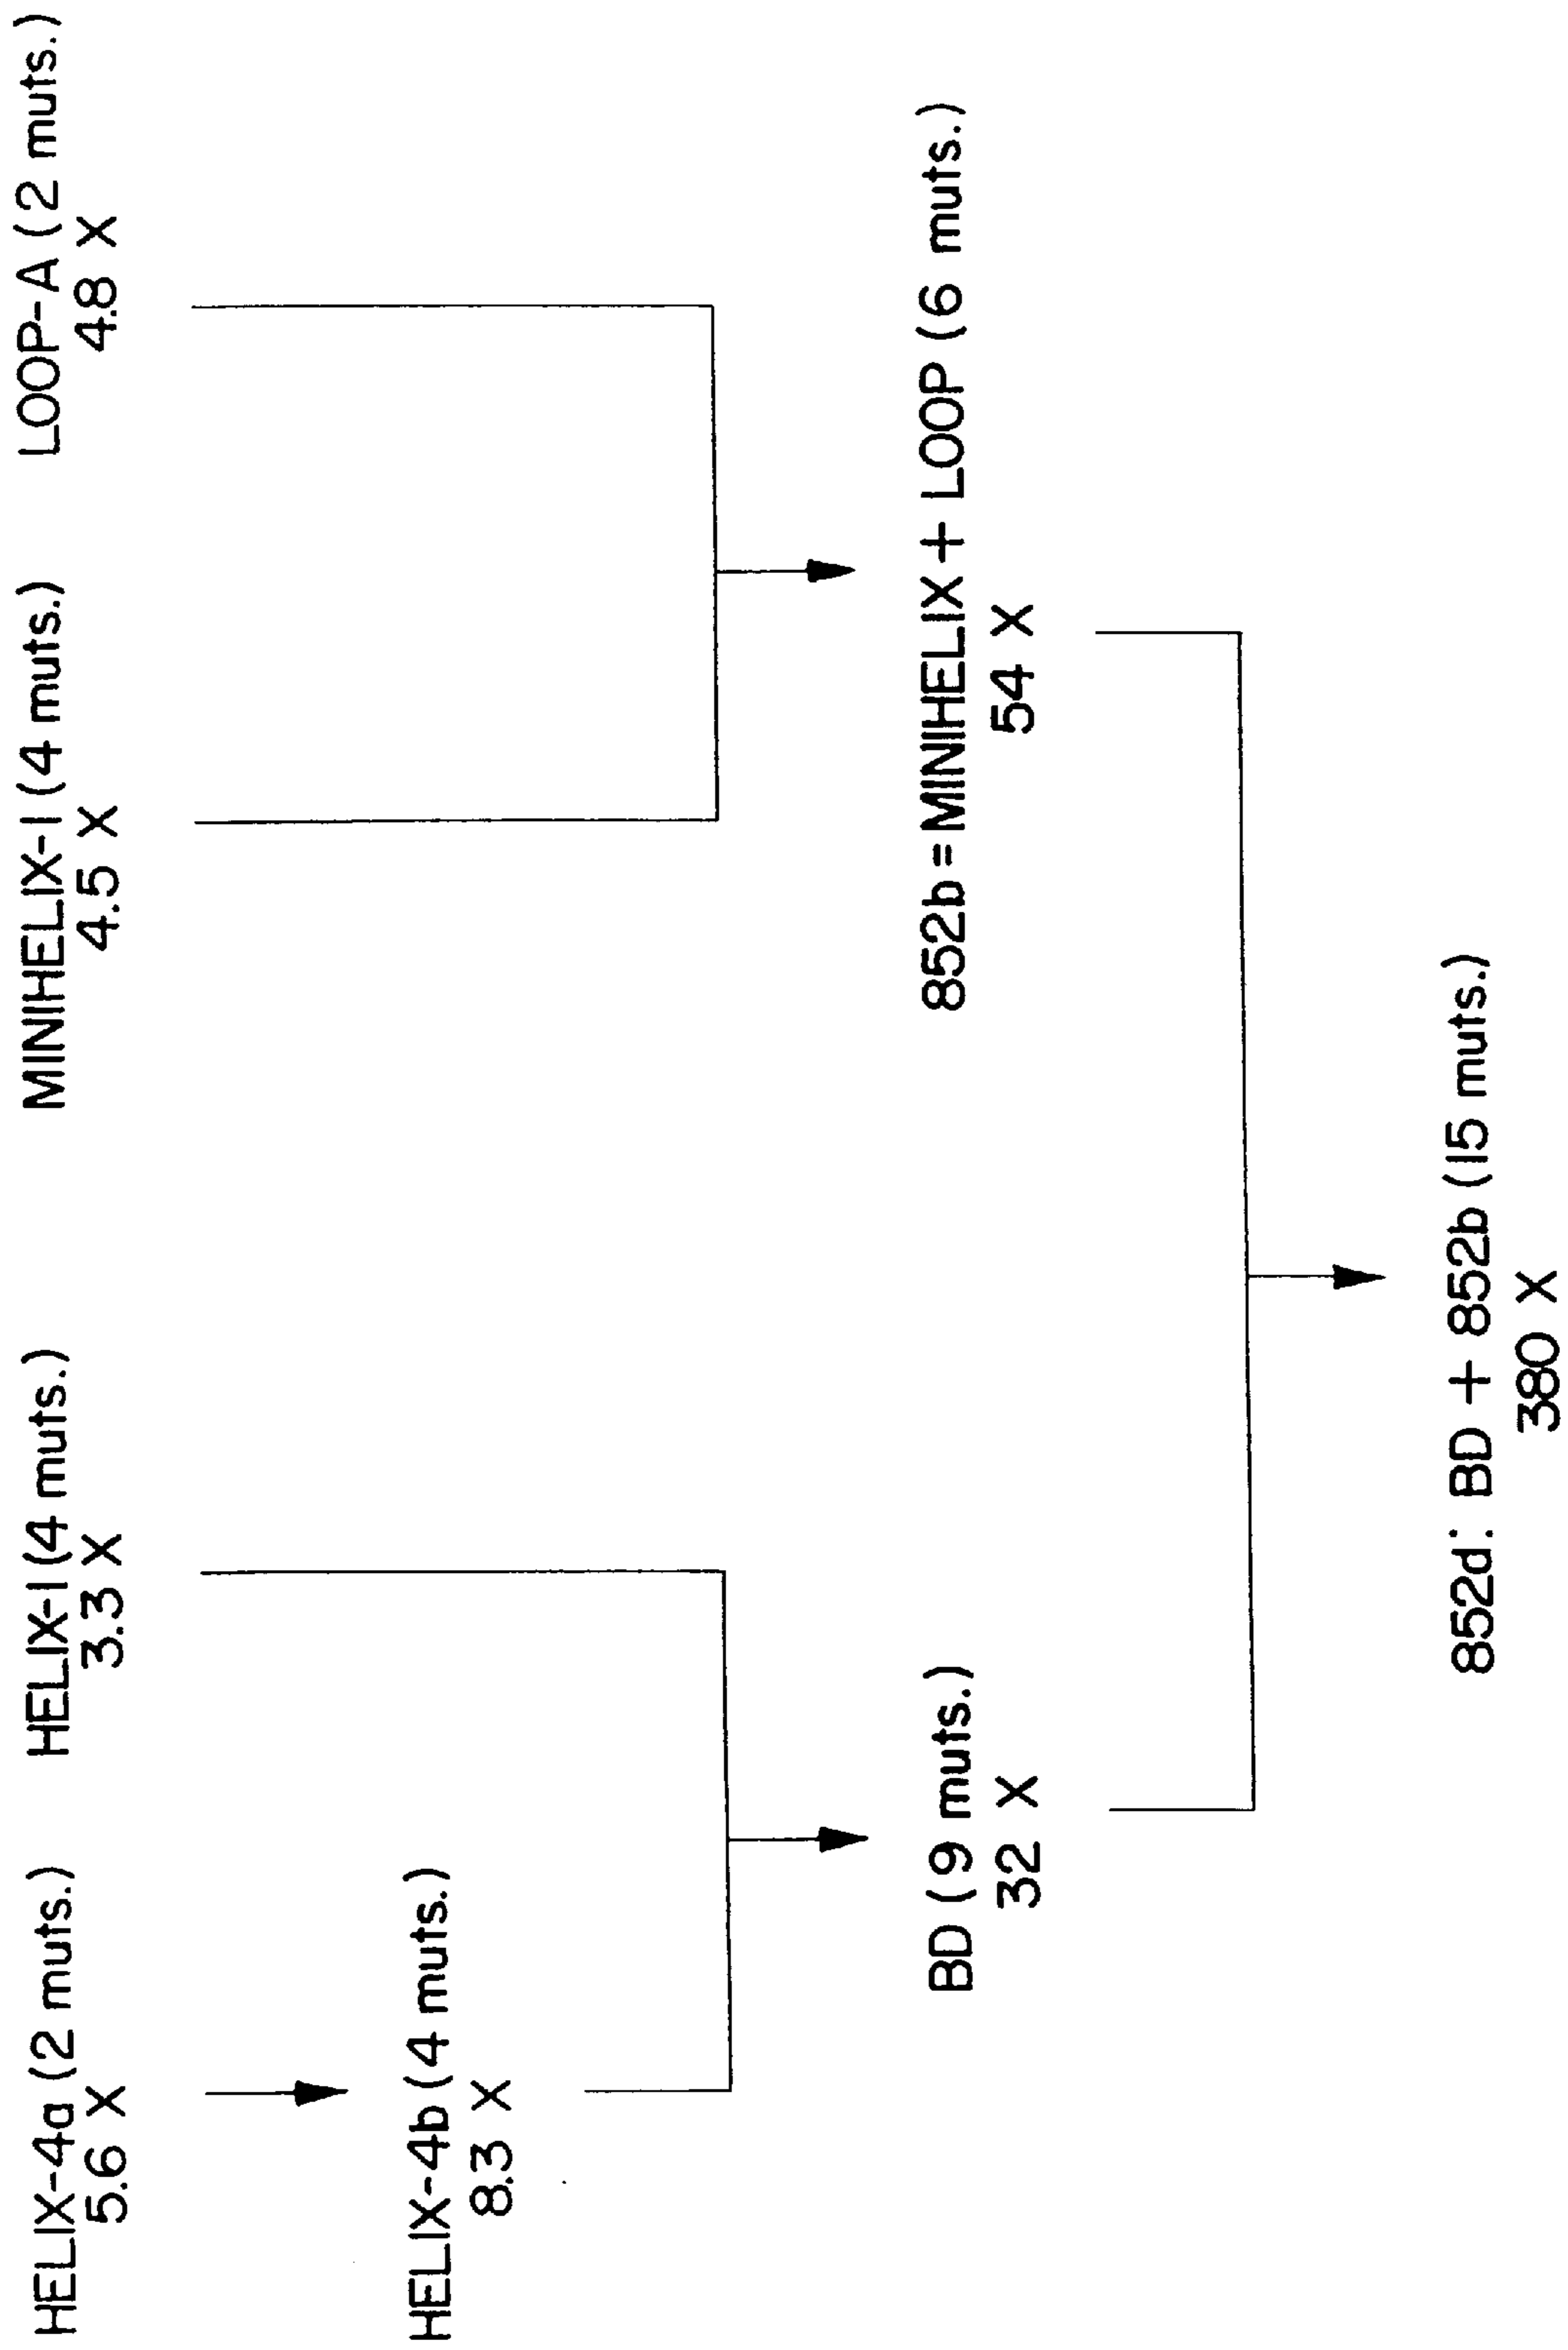 HELIX-4a (2 muts.)
5.6 X
HELIX-1 (4 muts.)
3.3 X
MINIHELIX-1 (4 muts.)
4.5 X
LOOP-A (2 muts.)
4.8 X
HELIX-4b (4 muts.)
8.3 X
BD (9 muts.)
32 X
852b = MINIHELIX + LOOP (6 muts.)
54 X
852d: BD + 852b (15 muts.)
380 X